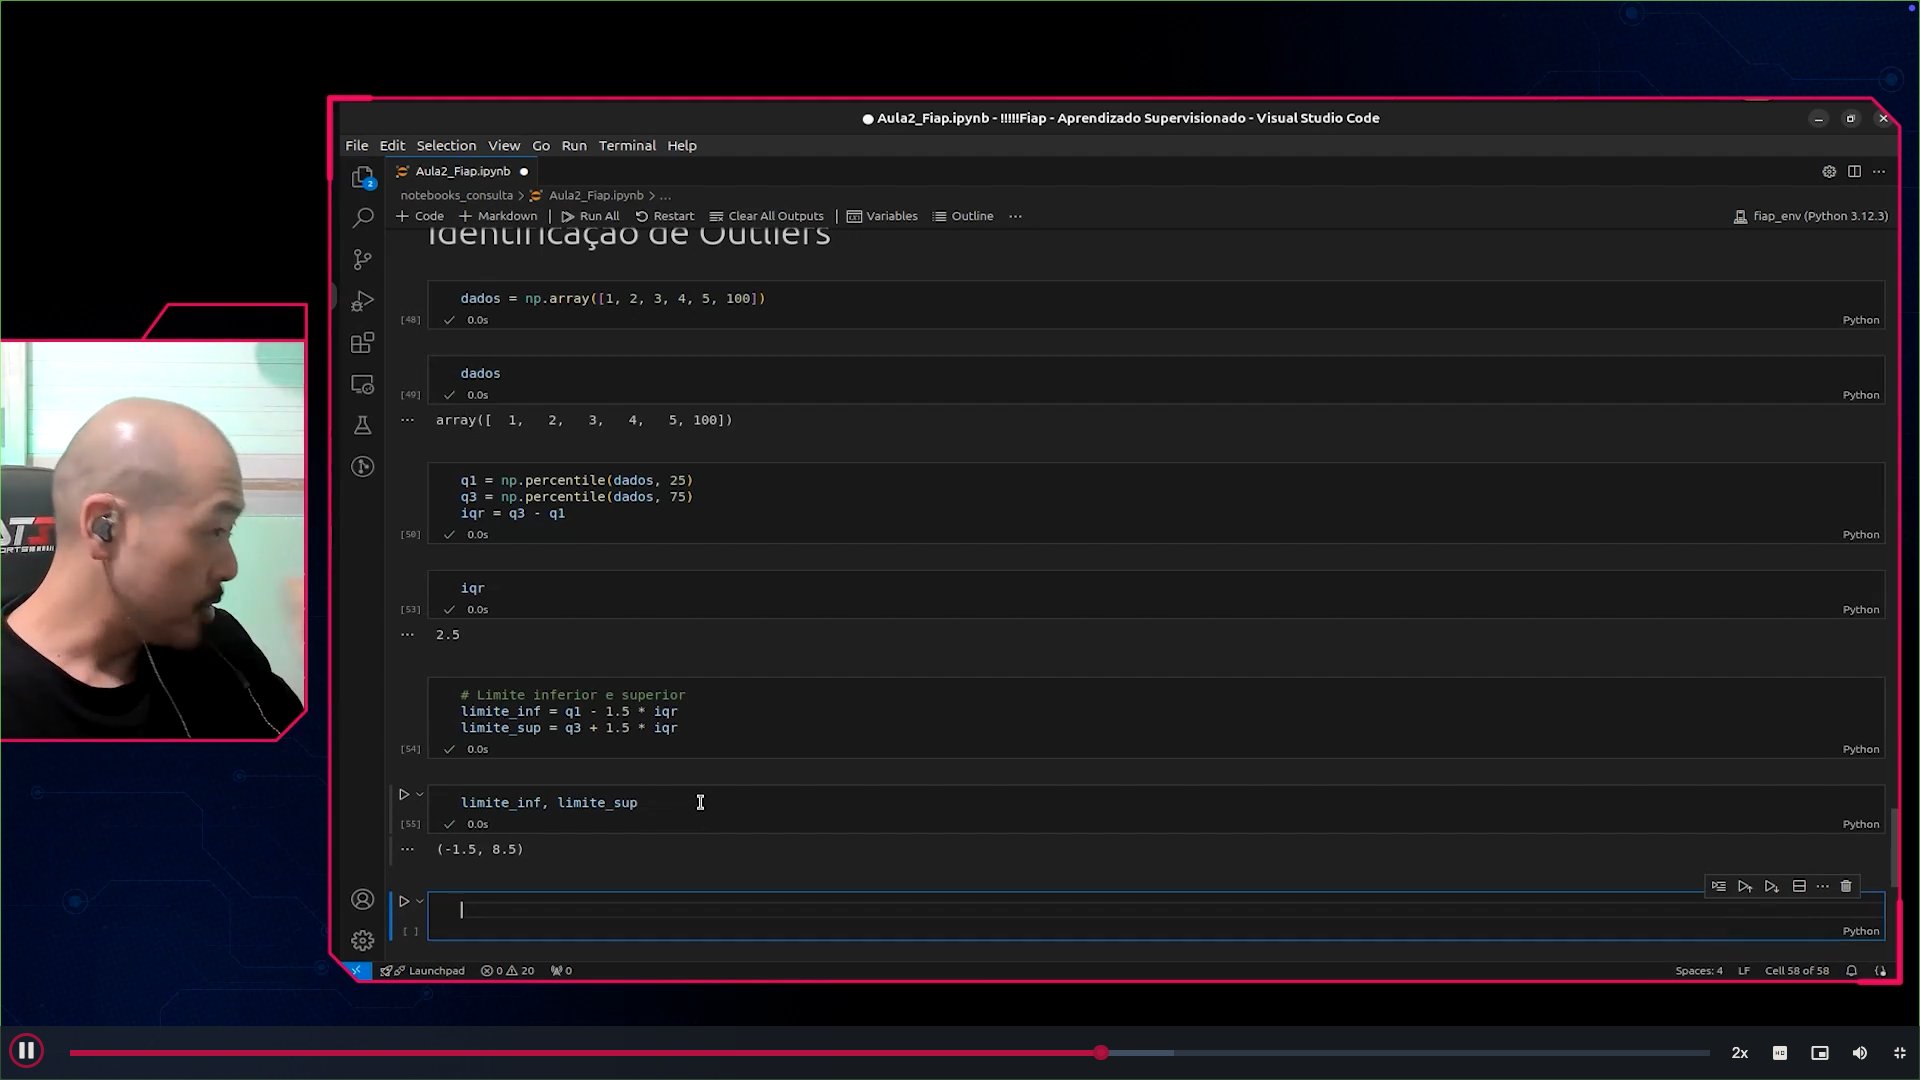 Aula2_Fiap.ipynb - !!!!!Fiap - Aprendizado Supervisionado - Visual Studio Code
File Edit Selection View Go Run Terminal Help
2
Aula2_Fiap.ipynb
notebooks_consulta > Aula2_Fiap.ipynb > ...
+ Code + Markdown Run All Restart Clear All Outputs Variables Outline ... fiap_env (Python 3.12.3)
Identificação de Outliers
dados = np.array([1, 2, 3, 4, 5, 100])
[48] 0.0s Python
dados
[49] 0.0s Python
... array([ 1, 2, 3, 4, 5, 100])
q1 = np.percentile(dados, 25)
q3 = np.percentile(dados, 75)
iqr = q3 - q1
[50] 0.0s Python
iqr
[53] 0.0s Python
... 2.5
# Limite inferior e superior
limite_inf = q1 - 1.5 * iqr
limite_sup = q3 + 1.5 * iqr
[54] 0.0s Python
limite_inf, limite_sup
[55] 0.0s Python
... (-1.5, 8.5)
[ ] Python
Launchpad 0 20 0 Spaces: 4 LF Cell 58 of 58
2x HD